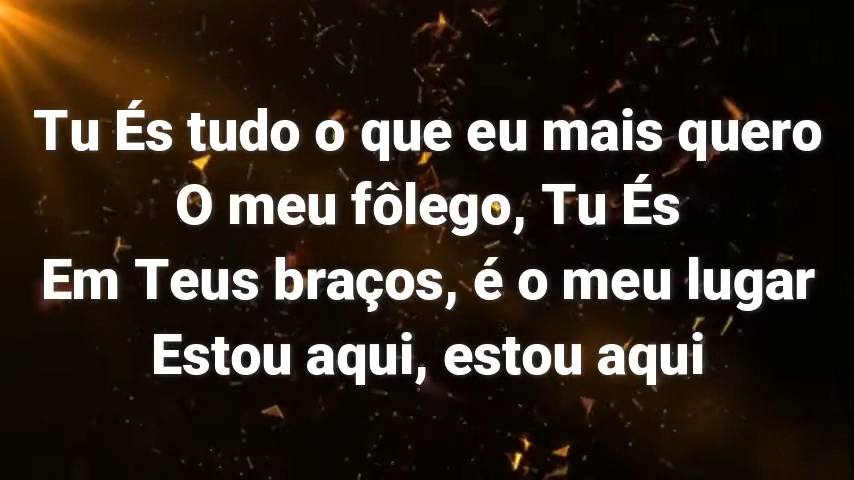 Tu És tudo o que eu mais quero
O meu fôlego, Tu És
Em Teus braços, é o meu lugar
Estou aqui, estou aqui